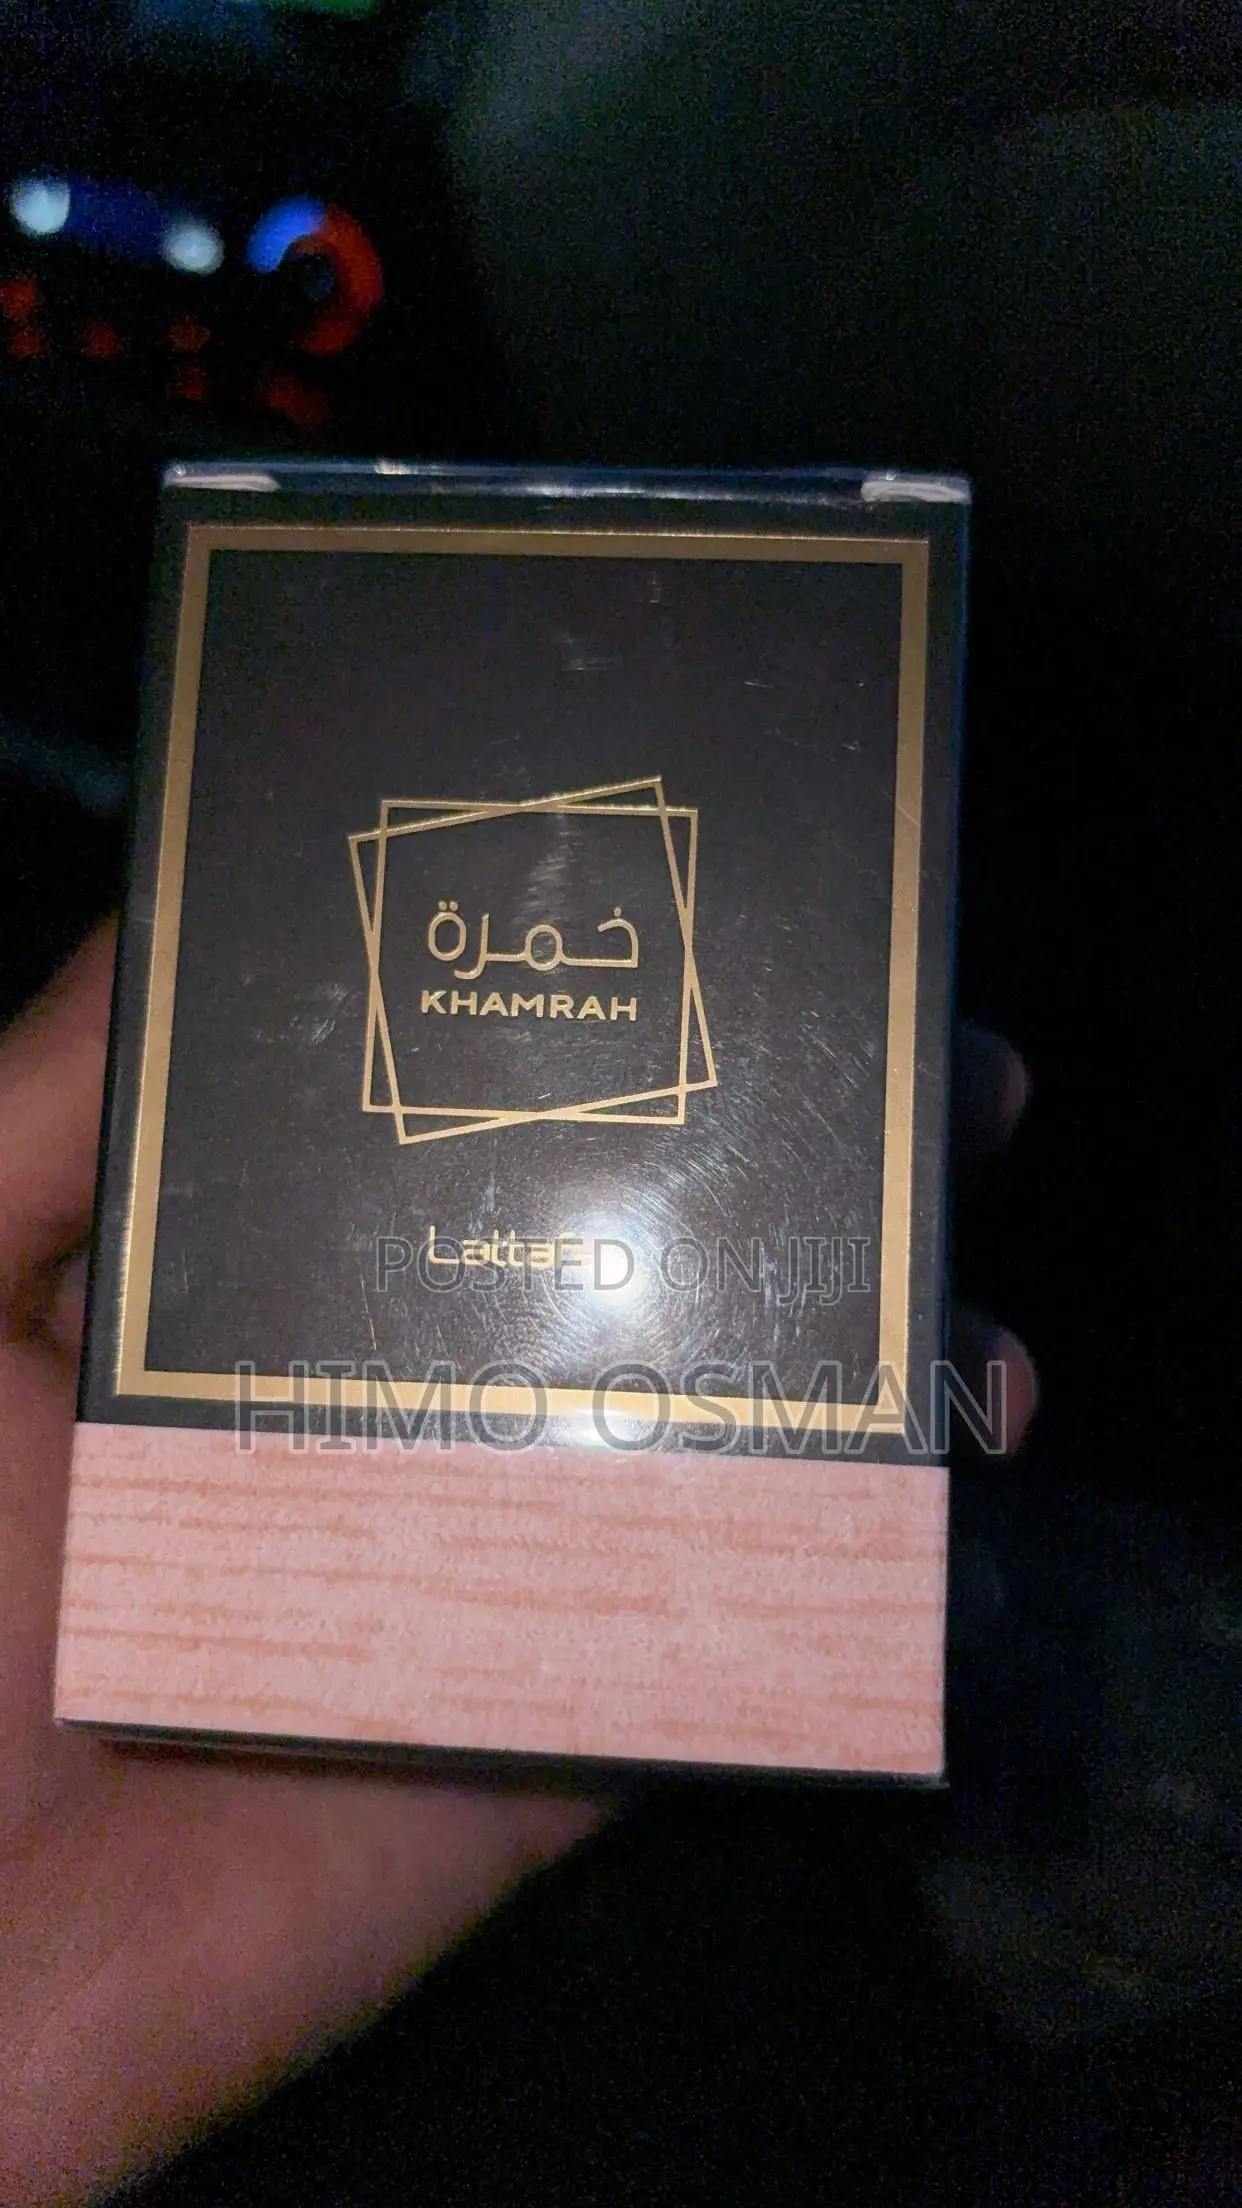 خمرة
KHAMRAH
Lattafa
POSTED ON JIJI
HIMO OSMAN